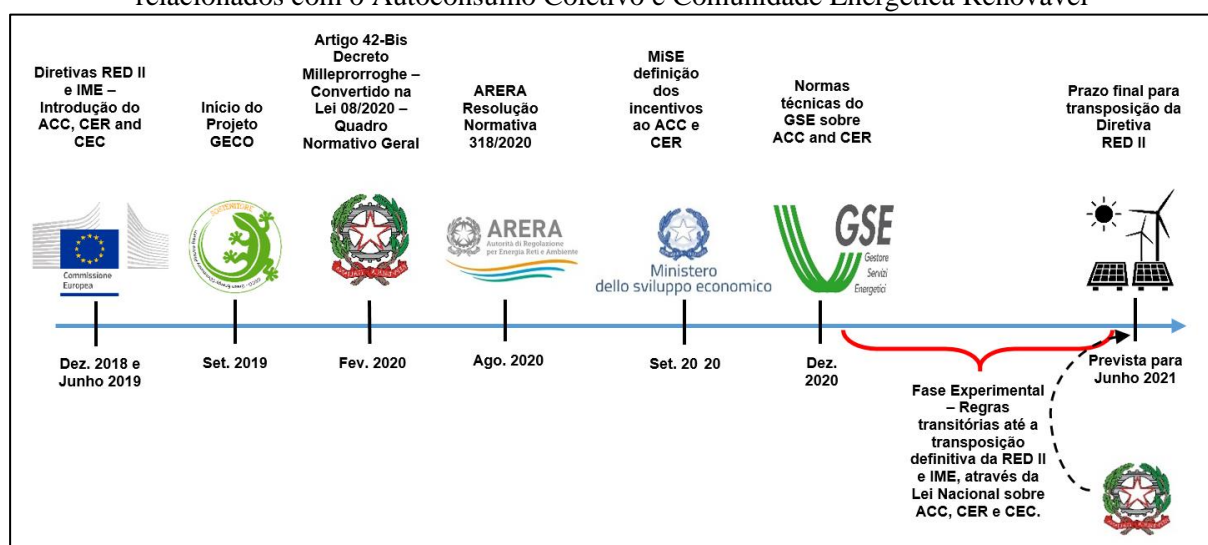 relacionados com o Autoconsumo Coletivo e Comunidade Energética Renovável
Diretivas RED II
e IME –
Introdução do
ACC, CER and
CEC
Início do
Projeto
GECO
Artigo 42-Bis
Decreto
Milleprorroghe –
Convertido na
Lei 08/2020 –
Quadro
Normativo Geral
ARERA
Resolução
Normativa
318/2020
MiSE
definição
dos
incentivos
ao ACC e
CER
Normas
técnicas do
GSE sobre
ACC and CER
Prazo final para
transposição da
Diretiva
RED II
Commissione
Europea
ARERA
Autorità di Regolazione
per Energia Reti e Ambiente
Ministero
dello sviluppo economico
GSE
Gestore
Servizi
Energetici
Dez. 2018 e
Junho 2019
Set. 2019
Fev. 2020
Ago. 2020
Set. 20 20
Dez.
2020
Prevista para
Junho 2021
Fase Experimental
– Regras
transitórias até a
transposição
definitiva da RED II
e IME, através da
Lei Nacional sobre
ACC, CER e CEC.